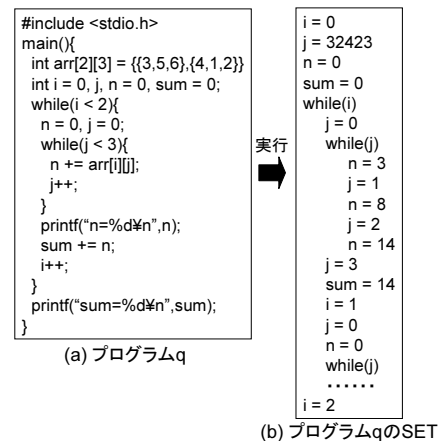 #include <stdio.h>
main(){
int arr[2][3] = {{3,5,6},{4,1,2}}
int i = 0, j, n = 0, sum = 0;
while(i < 2){
n = 0, j = 0;
while(j < 3){
n += arr[i][j];
j++;
}
printf(“n=%d¥n”,n);
sum += n;
i++;
}
printf(“sum=%d¥n”,sum);
}
(a) プログラムq
実行
i = 0
j = 32423
n = 0
sum = 0
while(i)
j = 0
while(j)
n = 3
j = 1
n = 8
j = 2
n = 14
j = 3
sum = 14
i = 1
j = 0
n = 0
while(j)
……
i = 2
(b) プログラムqのSET